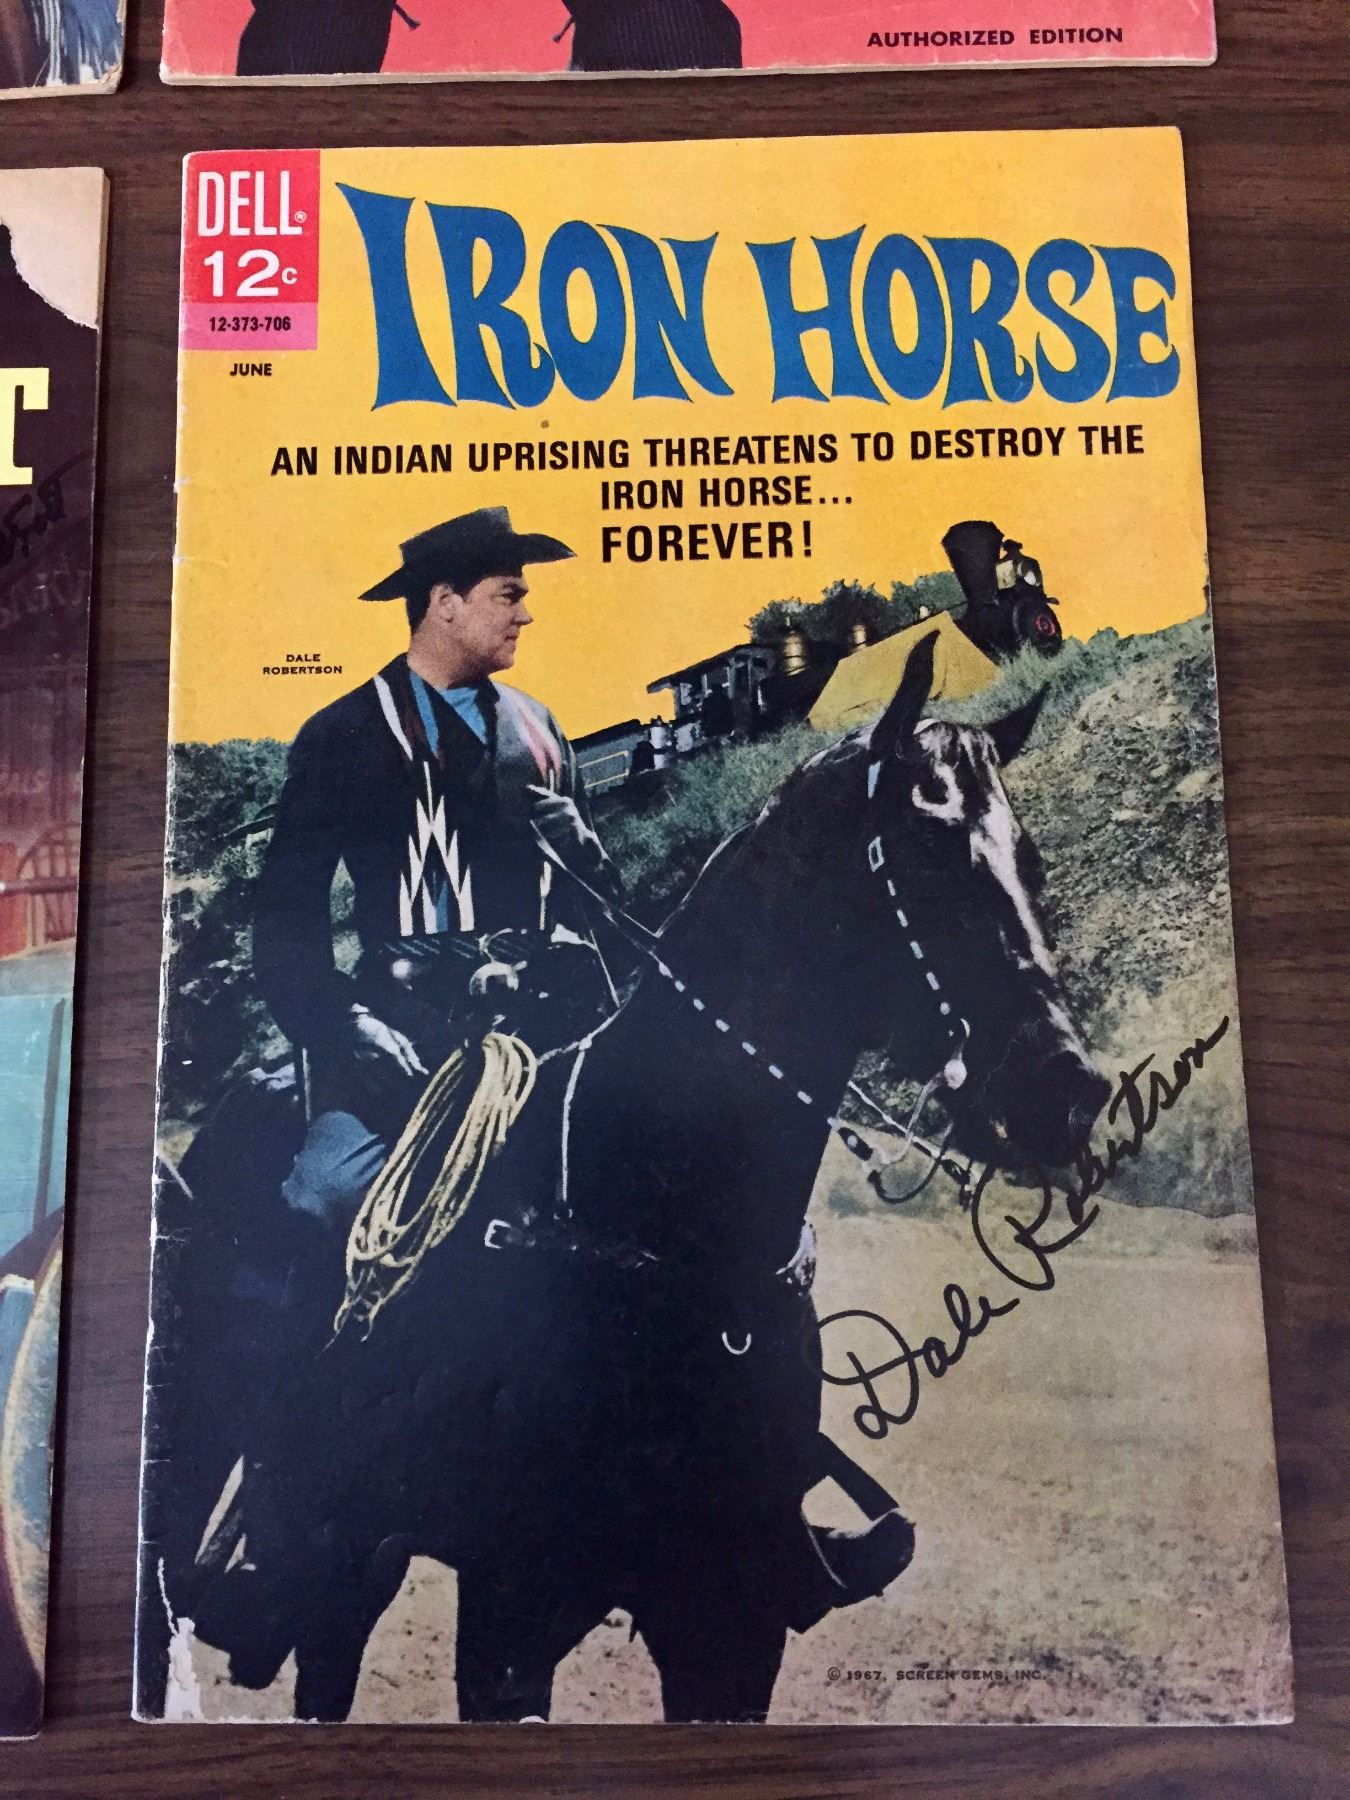 AUTHORIZED EDITION
DELL®
12c
12-373-706
JUNE
IRON HORSE
AN INDIAN UPRISING THREATENS TO DESTROY THE
IRON HORSE...
FOREVER!
DALE
ROBERTSON
Dale Robertson
© 1967, SCREEN GEMS, INC.
T